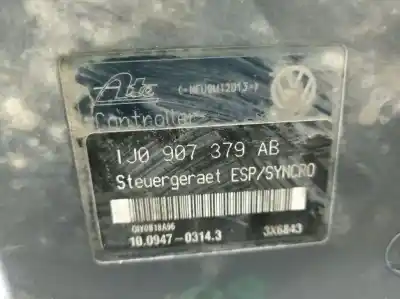 Ate
Controller
1J0 907 379 AB
Steuergeraet ESP/SYNCRO
10.0947-0314.3 3X6843